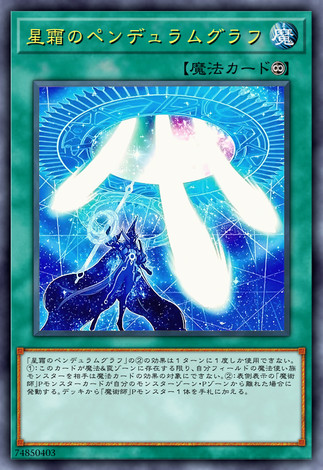 星霜のペンデュラムグラフ
魔
【魔法カード∞】
「星霜のペンデュラムグラフ」の②の効果は1ターンに1度しか使用できない。
①：このカードが魔法&罠ゾーンに存在する限り、自分フィールドの魔法使い族
モンスターを相手は魔法カードの効果の対象にできない。②：表側表示の「魔術
師」Pモンスターカードが自分のモンスターゾーン・Pゾーンから離れた場合に
発動する。デッキから「魔術師」Pモンスター1体を手札に加える。
74850403